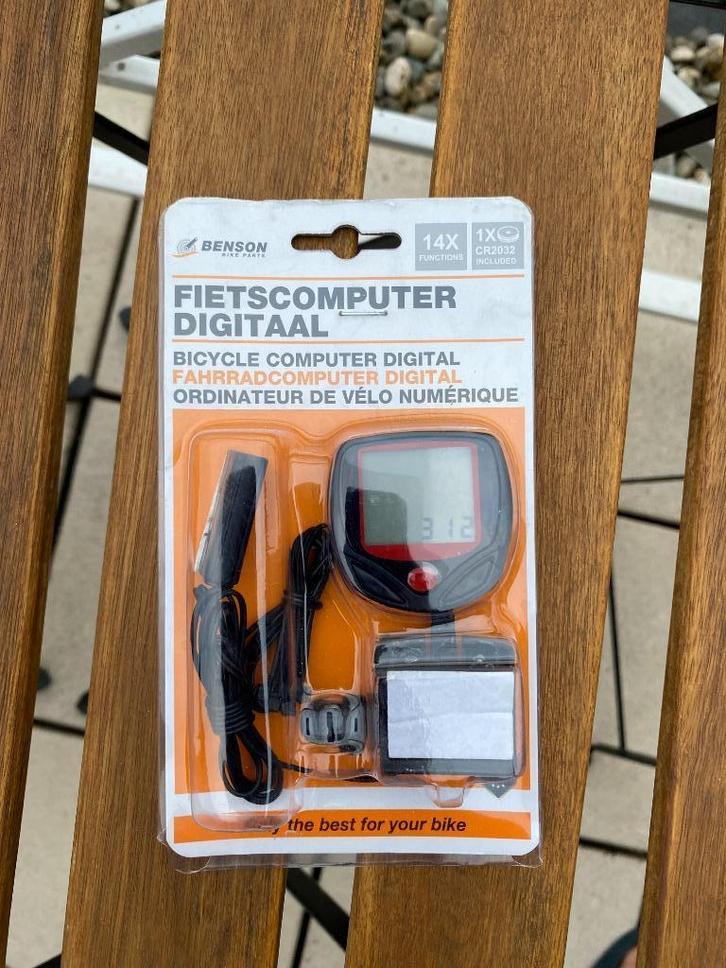 BENSON
BIKE PARTS
14X
FUNCTIONS
1X
CR2032
INCLUDED
FIETSCOMPUTER
DIGITAAL
BICYCLE COMPUTER DIGITAL
FAHRRADCOMPUTER DIGITAL
ORDINATEUR DE VÉLO NUMÉRIQUE
312
the best for your bike